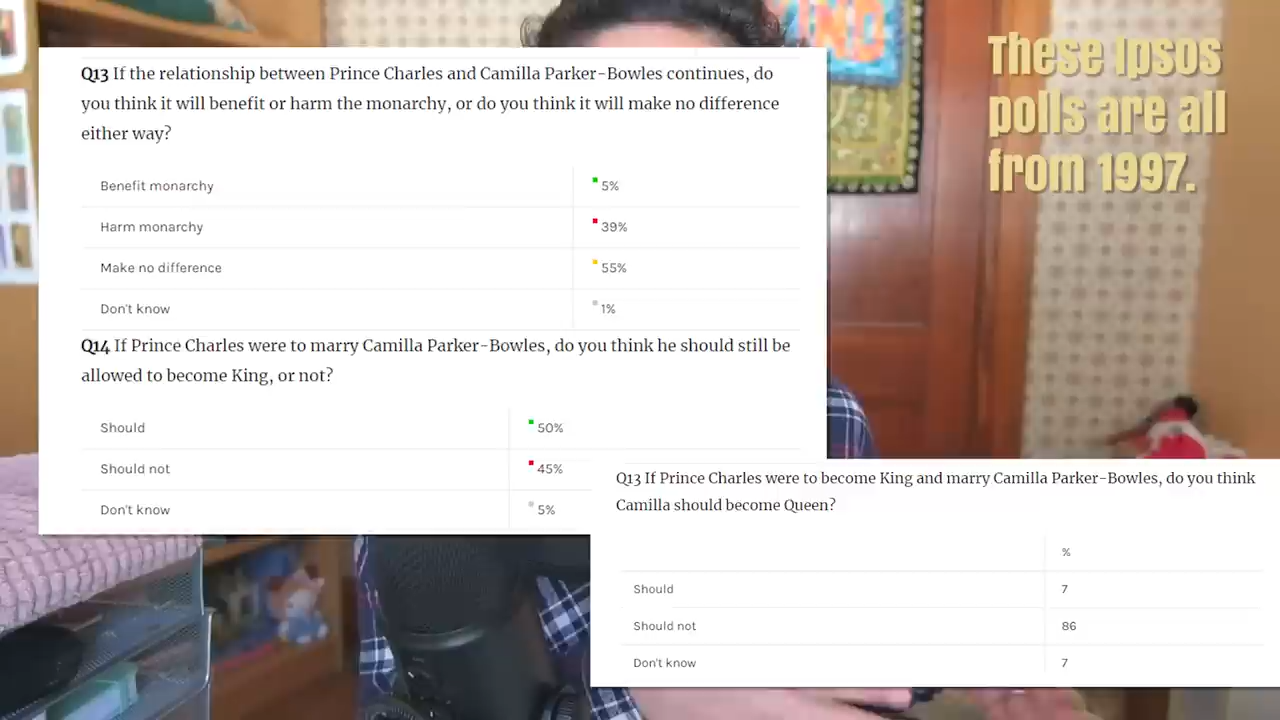 These Ipsos
polls are all
from 1997.
Q13 If the relationship between Prince Charles and Camilla Parker-Bowles continues, do
you think it will benefit or harm the monarchy, or do you think it will make no difference
either way?
Benefit monarchy 5%
Harm monarchy 39%
Make no difference 55%
Don't know 1%
Q14 If Prince Charles were to marry Camilla Parker-Bowles, do you think he should still be
allowed to become King, or not?
Should 50%
Should not 45%
Don't know 5%
Q13 If Prince Charles were to become King and marry Camilla Parker-Bowles, do you think
Camilla should become Queen?
%
Should 7
Should not 86
Don't know 7